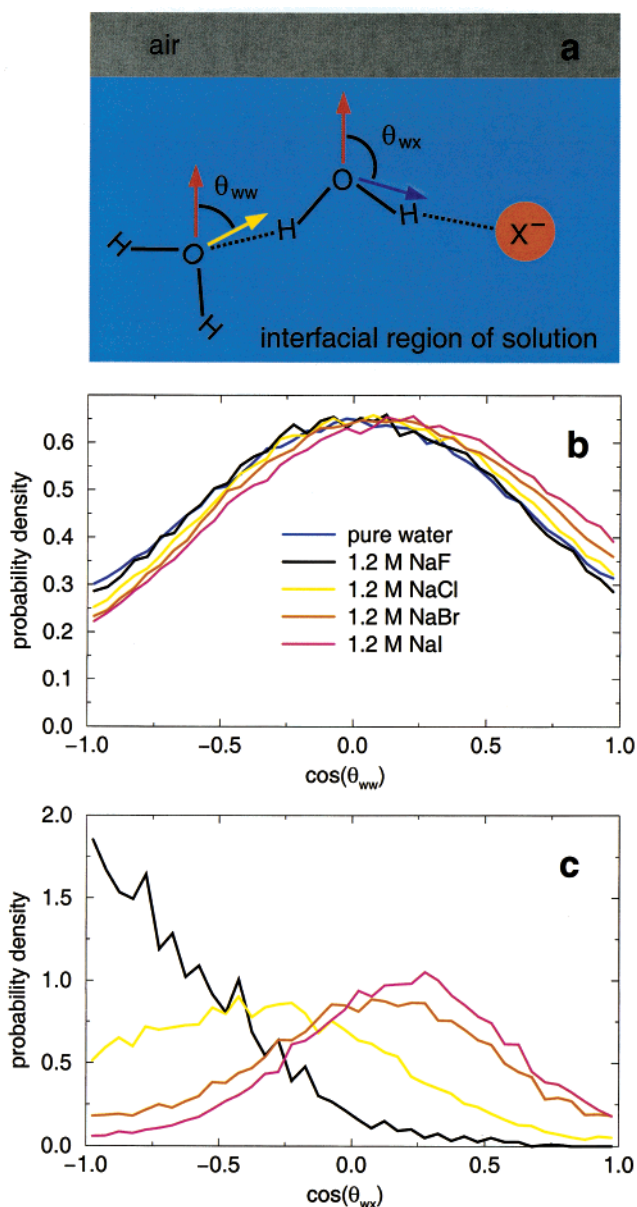 air
a
θwx
θww
O
H
H
X−
H
O
H
interfacial region of solution
b
probability density
0.6
0.5
0.4
0.3
0.2
0.1
0.0
pure water
1.2 M NaF
1.2 M NaCl
1.2 M NaBr
1.2 M NaI
−1.0 −0.5 0.0 0.5 1.0
cos(θww)
c
probability density
2.0
1.5
1.0
0.5
0.0
−1.0 −0.5 0.0 0.5 1.0
cos(θwx)